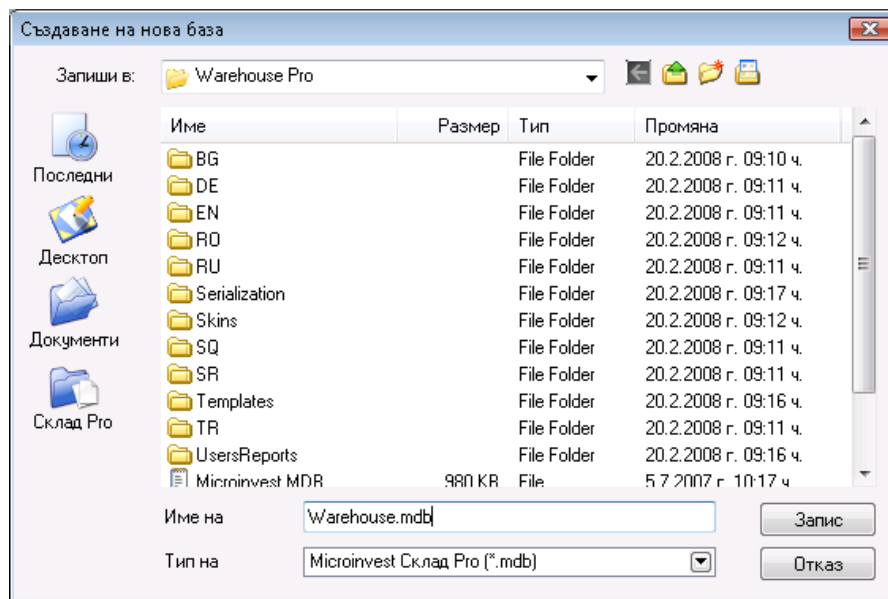 Създаване на нова база
Запиши в: Warehouse Pro
Име Размер Тип Промяна
BG File Folder 20.2.2008 г. 09:10 ч.
DE File Folder 20.2.2008 г. 09:11 ч.
EN File Folder 20.2.2008 г. 09:11 ч.
RO File Folder 20.2.2008 г. 09:12 ч.
RU File Folder 20.2.2008 г. 09:11 ч.
Serialization File Folder 20.2.2008 г. 09:17 ч.
Skins File Folder 20.2.2008 г. 09:12 ч.
SQ File Folder 20.2.2008 г. 09:11 ч.
SR File Folder 20.2.2008 г. 09:11 ч.
Templates File Folder 20.2.2008 г. 09:16 ч.
TR File Folder 20.2.2008 г. 09:11 ч.
UsersReports File Folder 20.2.2008 г. 09:16 ч.
Microinvest MDB 980 KB File 5.7.2007 г. 10:17 ч.
Последни
Десктоп
Документи
Склад Pro
Име на Warehouse.mdb Запис
Тип на Microinvest Склад Pro (*.mdb) Отказ